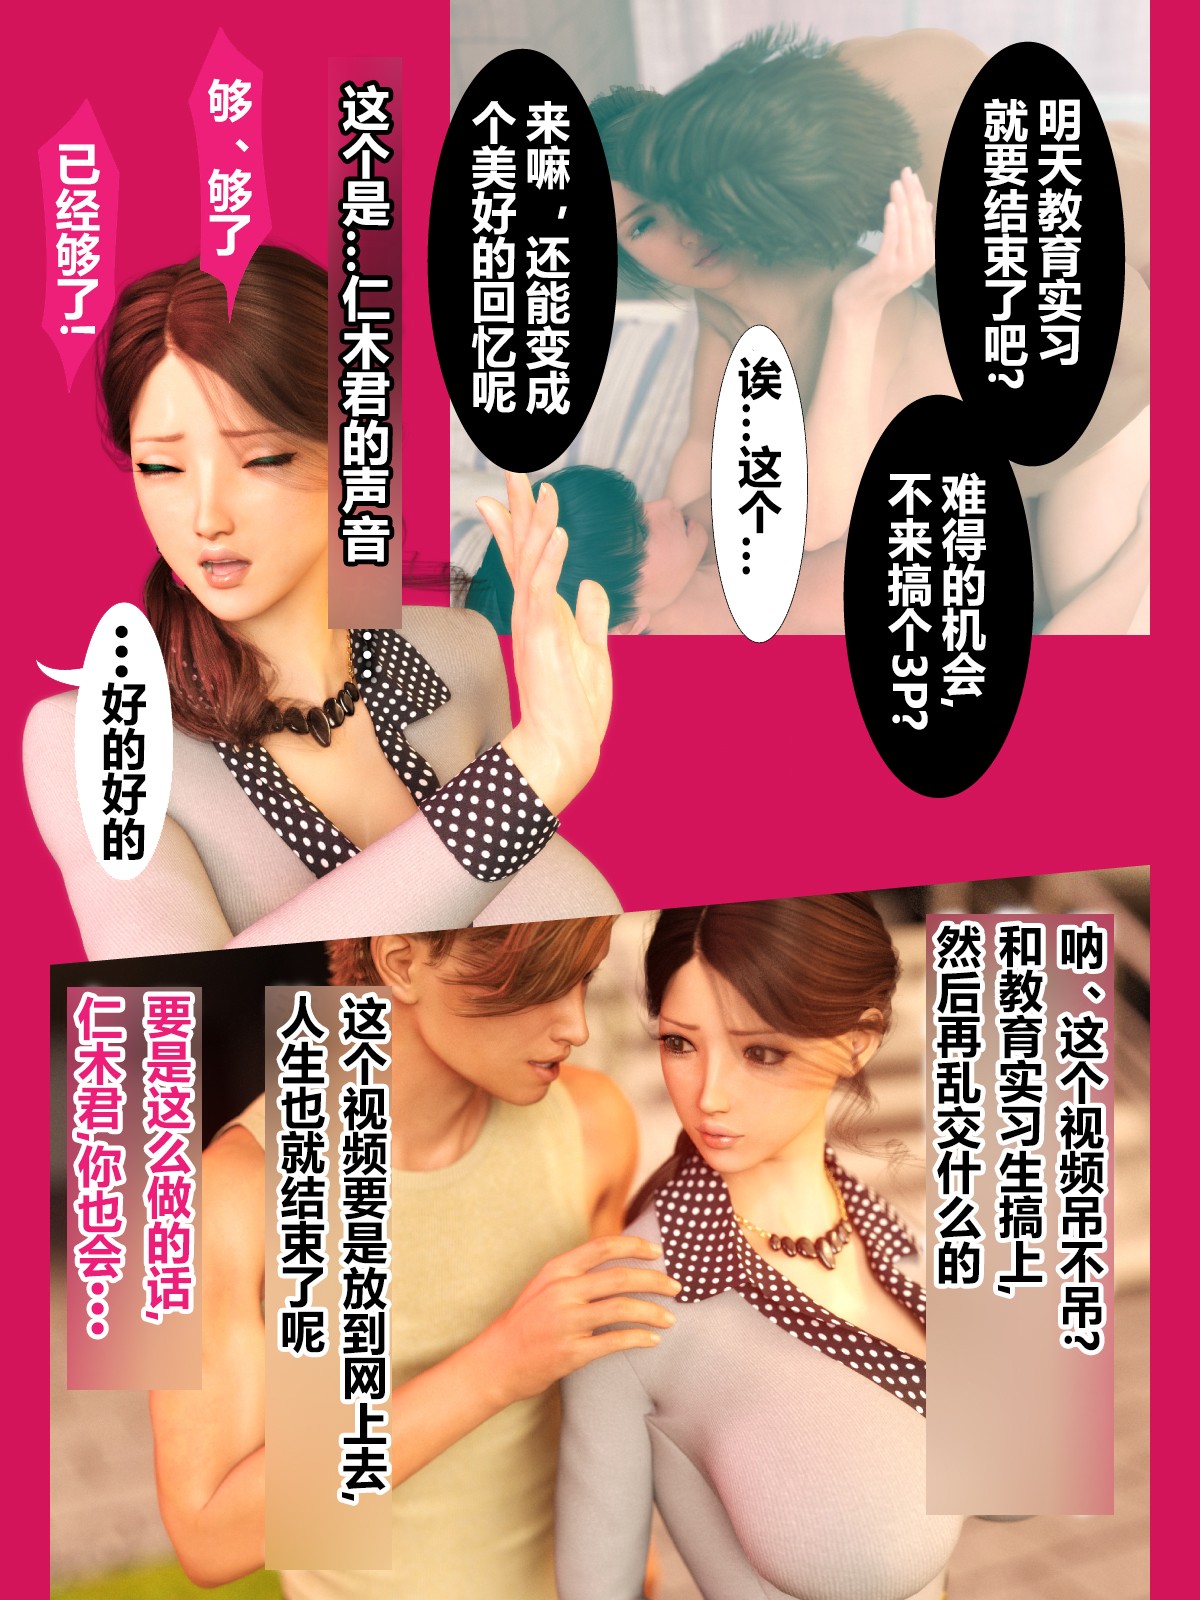 明天教育实习
就要结束了吧?
难得的机会,
不来搞个3P?
诶…这个…
来嘛,还能变成
个美好的回忆呢
这个是…仁木君的声音…
够、够了
已经够了!
…好的好的
呐、这个视频吊不吊?
和教育实习生搞上,
然后再乱交什么的
这个视频要是放到网上去,
人生也就结束了呢
要是这么做的话,
仁木君,你也会…